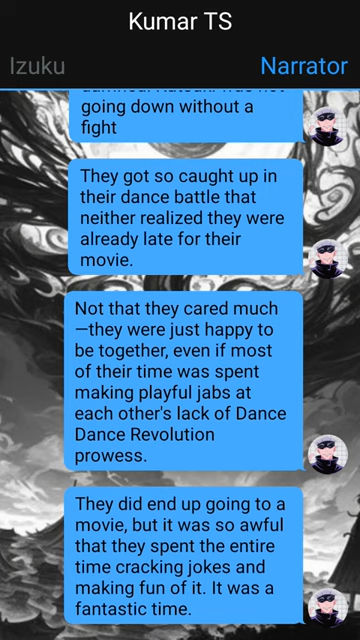 Kumar TS
Izuku
Narrator
going down without a
fight
They got so caught up in
their dance battle that
neither realized they were
already late for their
movie.
Not that they cared much
—they were just happy to
be together, even if most
of their time was spent
making playful jabs at
each other's lack of Dance
Dance Revolution
prowess.
They did end up going to a
movie, but it was so awful
that they spent the entire
time cracking jokes and
making fun of it. It was a
fantastic time.